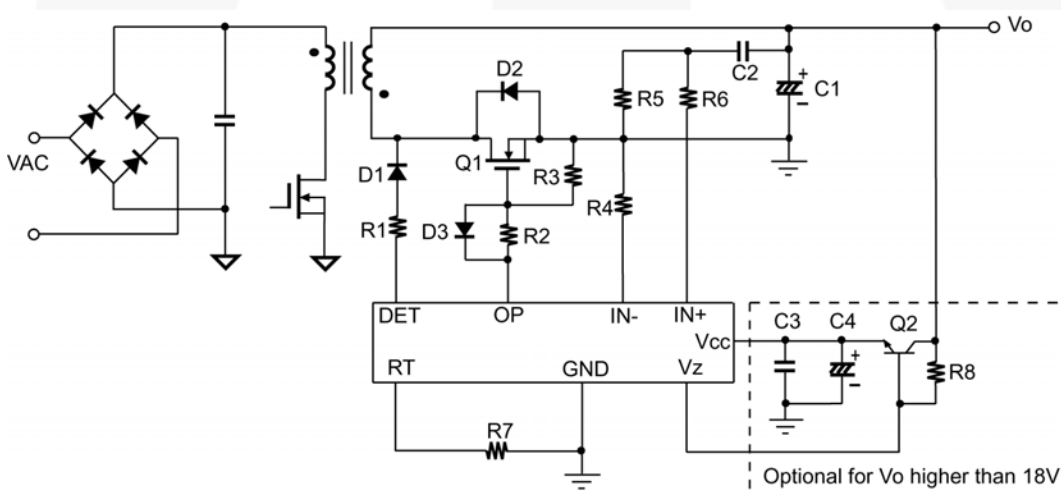 Vo
D2
C2
C1
R5
R6
VAC
Q1
D1
R3
R4
R1
D3
R2
DET
OP
IN-
IN+
C3
C4
Q2
Vcc
RT
GND
Vz
R8
R7
Optional for Vo higher than 18V